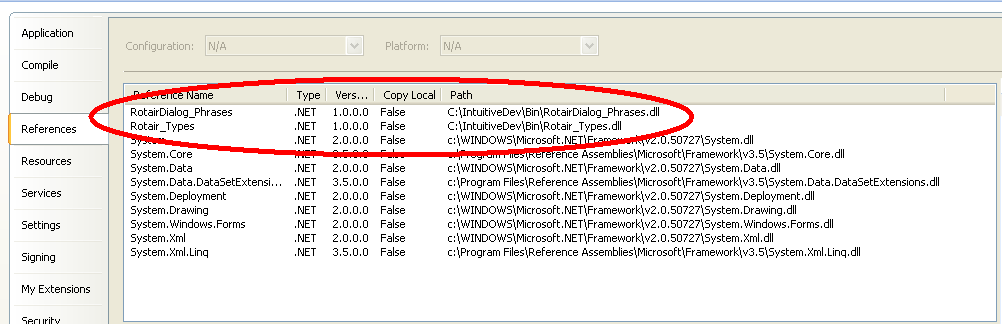 Application
Compile
Debug
References
Resources
Services
Settings
Signing
My Extensions
Security
Configuration: N/A Platform: N/A
Reference Name Type Vers... Copy Local Path
RotairDialog_Phrases .NET 1.0.0.0 False C:\IntuitiveDev\Bin\RotairDialog_Phrases.dll
Rotair_Types .NET 1.0.0.0 False C:\IntuitiveDev\Bin\Rotair_Types.dll
System .NET 2.0.0.0 False c:\WINDOWS\Microsoft.NET\Framework\v2.0.50727\System.dll
System.Core .NET 3.5.0.0 False c:\Program Files\Reference Assemblies\Microsoft\Framework\v3.5\System.Core.dll
System.Data .NET 2.0.0.0 False c:\WINDOWS\Microsoft.NET\Framework\v2.0.50727\System.Data.dll
System.Data.DataSetExtensi... .NET 3.5.0.0 False c:\Program Files\Reference Assemblies\Microsoft\Framework\v3.5\System.Data.DataSetExtensions.dll
System.Deployment .NET 2.0.0.0 False c:\WINDOWS\Microsoft.NET\Framework\v2.0.50727\System.Deployment.dll
System.Drawing .NET 2.0.0.0 False c:\WINDOWS\Microsoft.NET\Framework\v2.0.50727\System.Drawing.dll
System.Windows.Forms .NET 2.0.0.0 False c:\WINDOWS\Microsoft.NET\Framework\v2.0.50727\System.Windows.Forms.dll
System.Xml .NET 2.0.0.0 False c:\WINDOWS\Microsoft.NET\Framework\v2.0.50727\System.Xml.dll
System.Xml.Linq .NET 3.5.0.0 False c:\Program Files\Reference Assemblies\Microsoft\Framework\v3.5\System.Xml.Linq.dll